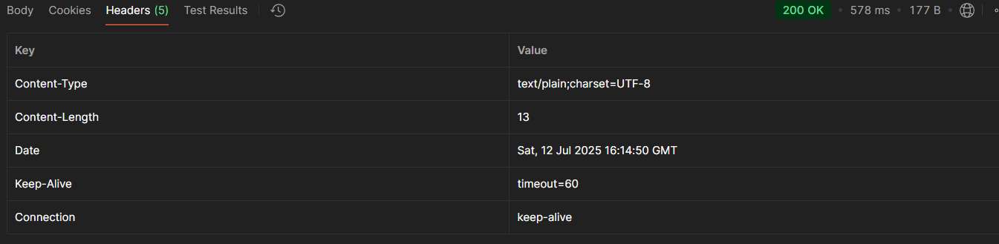 Body Cookies Headers (5) Test Results 200 OK • 578 ms • 177 B •
Key Value
Content-Type text/plain;charset=UTF-8
Content-Length 13
Date Sat, 12 Jul 2025 16:14:50 GMT
Keep-Alive timeout=60
Connection keep-alive